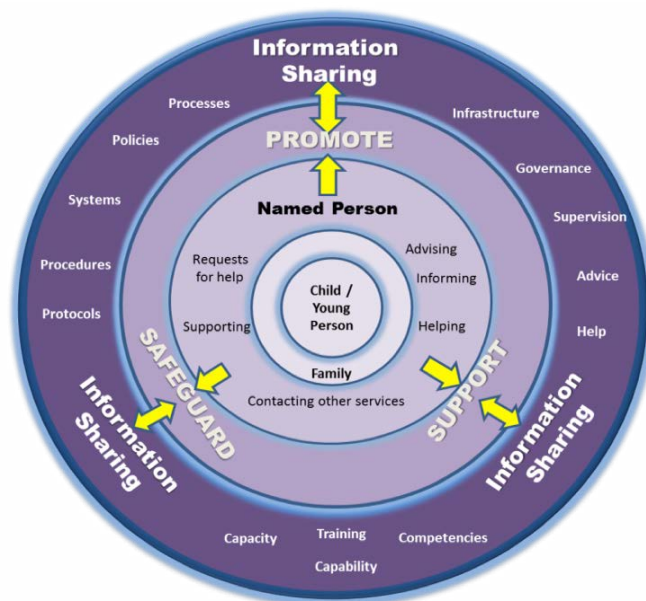 Information
Sharing
Processes
Infrastructure
Policies
PROMOTE
Governance
Systems
Named Person
Supervision
Requests
for help
Advising
Procedures
Informing
Advice
Child /
Young
Person
Protocols
Supporting
Helping
Help
SAFEGUARD
Family
SUPPORT
Contacting other services
Information
Sharing
Information
Sharing
Capacity
Training
Competencies
Capability